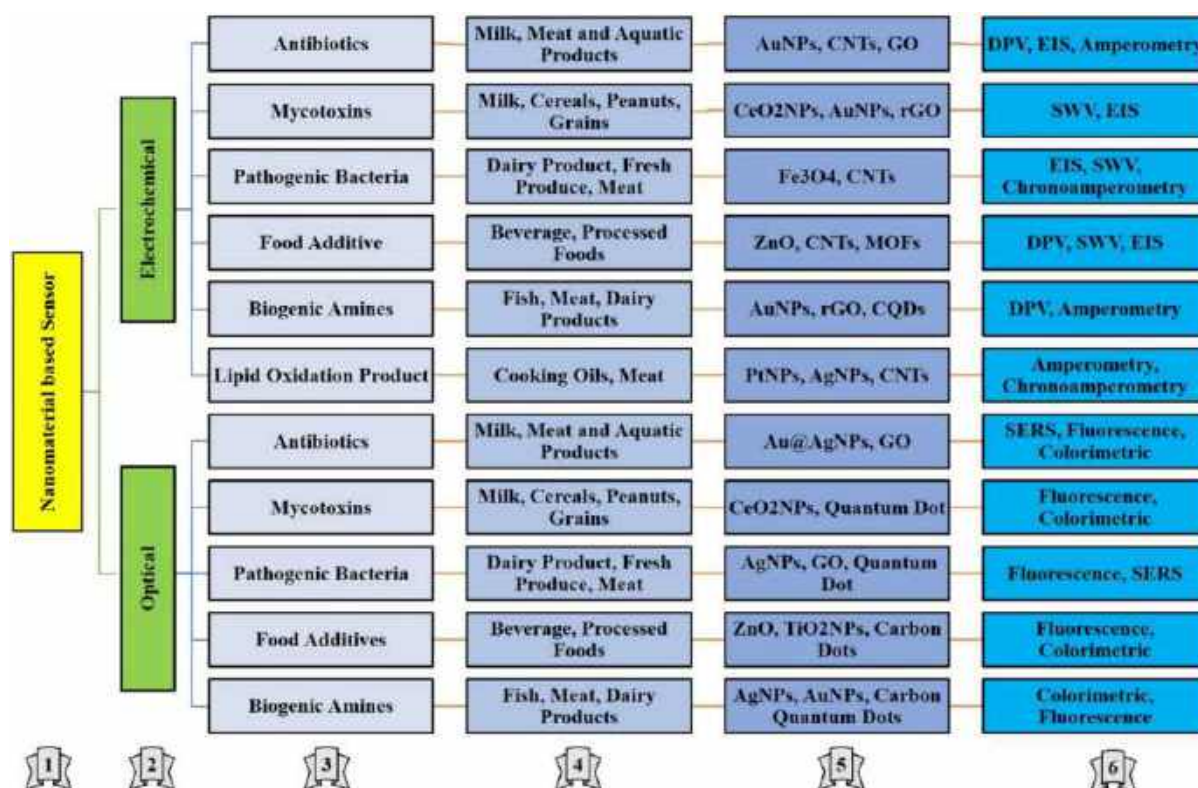 Nanomaterial based Sensor
Electrochemical
Antibiotics
Milk, Meat and Aquatic
Products
AuNPs, CNTs, GO
DPV, EIS, Amperometry
Mycotoxins
Milk, Cereals, Peanuts,
Grains
CeO2NPs, AuNPs, rGO
SWV, EIS
Pathogenic Bacteria
Dairy Product, Fresh
Produce, Meat
Fe3O4, CNTs
EIS, SWV,
Chronoamperometry
Food Additive
Beverage, Processed
Foods
ZnO, CNTs, MOFs
DPV, SWV, EIS
Biogenic Amines
Fish, Meat, Dairy
Products
AuNPs, rGO, CQDs
DPV, Amperometry
Lipid Oxidation Product
Cooking Oils, Meat
PtNPs, AgNPs, CNTs
Amperometry,
Chronoamperometry
Optical
Antibiotics
Milk, Meat and Aquatic
Products
Au@AgNPs, GO
SERS, Fluorescence,
Colorimetric
Mycotoxins
Milk, Cereals, Peanuts,
Grains
CeO2NPs, Quantum Dot
Fluorescence,
Colorimetric
Pathogenic Bacteria
Dairy Product, Fresh
Produce, Meat
AgNPs, GO, Quantum
Dot
Fluorescence, SERS
Food Additives
Beverage, Processed
Foods
ZnO, TiO2NPs, Carbon
Dots
Fluorescence,
Colorimetric
Biogenic Amines
Fish, Meat, Dairy
Products
AgNPs, AuNPs, Carbon
Quantum Dots
Colorimetric,
Fluorescence
1
2
3
4
5
6